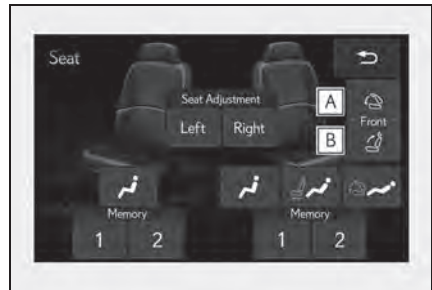 Seat
Seat Adjustment
A
Left Right
Front
B
Memory Memory
1 2 1 2